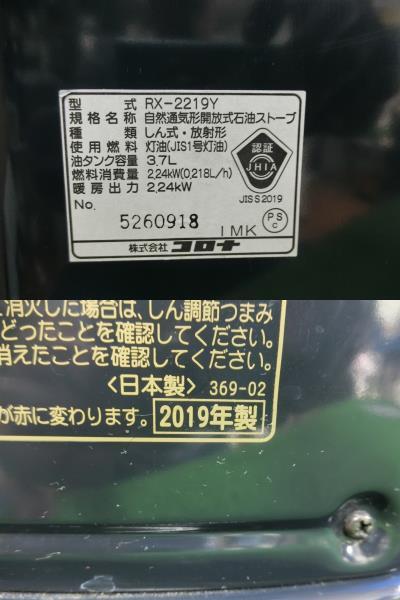 型式 RX-2219Y
規格名称 自然通気形開放式石油ストーブ
種類 しん式・放射形
使用燃料 灯油(JIS1号灯油)
油タンク容量 3.7L
燃料消費量 2.24kW(0.218L/h)
暖房出力 2.24kW
認証
JHIA
JIS S 2019
No. 5260918 1MK
PS C
株式会社 コロナ
消火した場合は、しん調節つまみ
どったことを確認してください。
消えたことを確認してください。
〈日本製〉 369-02
が赤に変わります。 2019年製